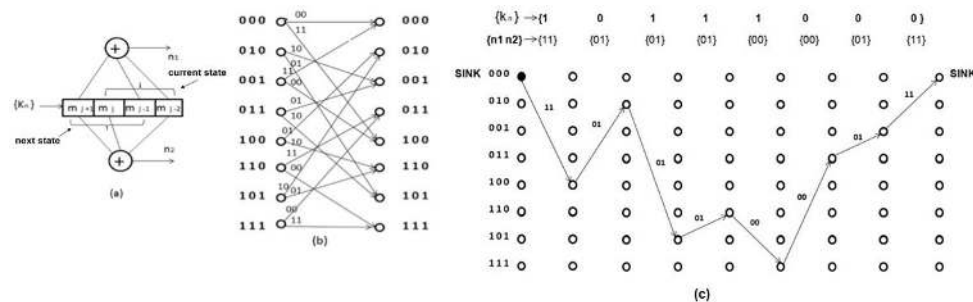 {kₙ} → {1 0 1 1 1 0 0 0}
{n1 n2} → {11} {01} {01} {01} {00} {00} {01} {11}
+
n₁
current state
{Kₙ}
m j+1 m j m j-1 m j-2
next state
+
n₂
(a)
000 00 000
11
010 10 010
01
001 11 001
00
011 01 011
10
100 01 100
10
110 11 110
00
101 10 01 101
00
111 11 111
(b)
SINK 000 SINK
010 11 11
001 01 01
011 01
100 00
110 01 00
101
111
(c)